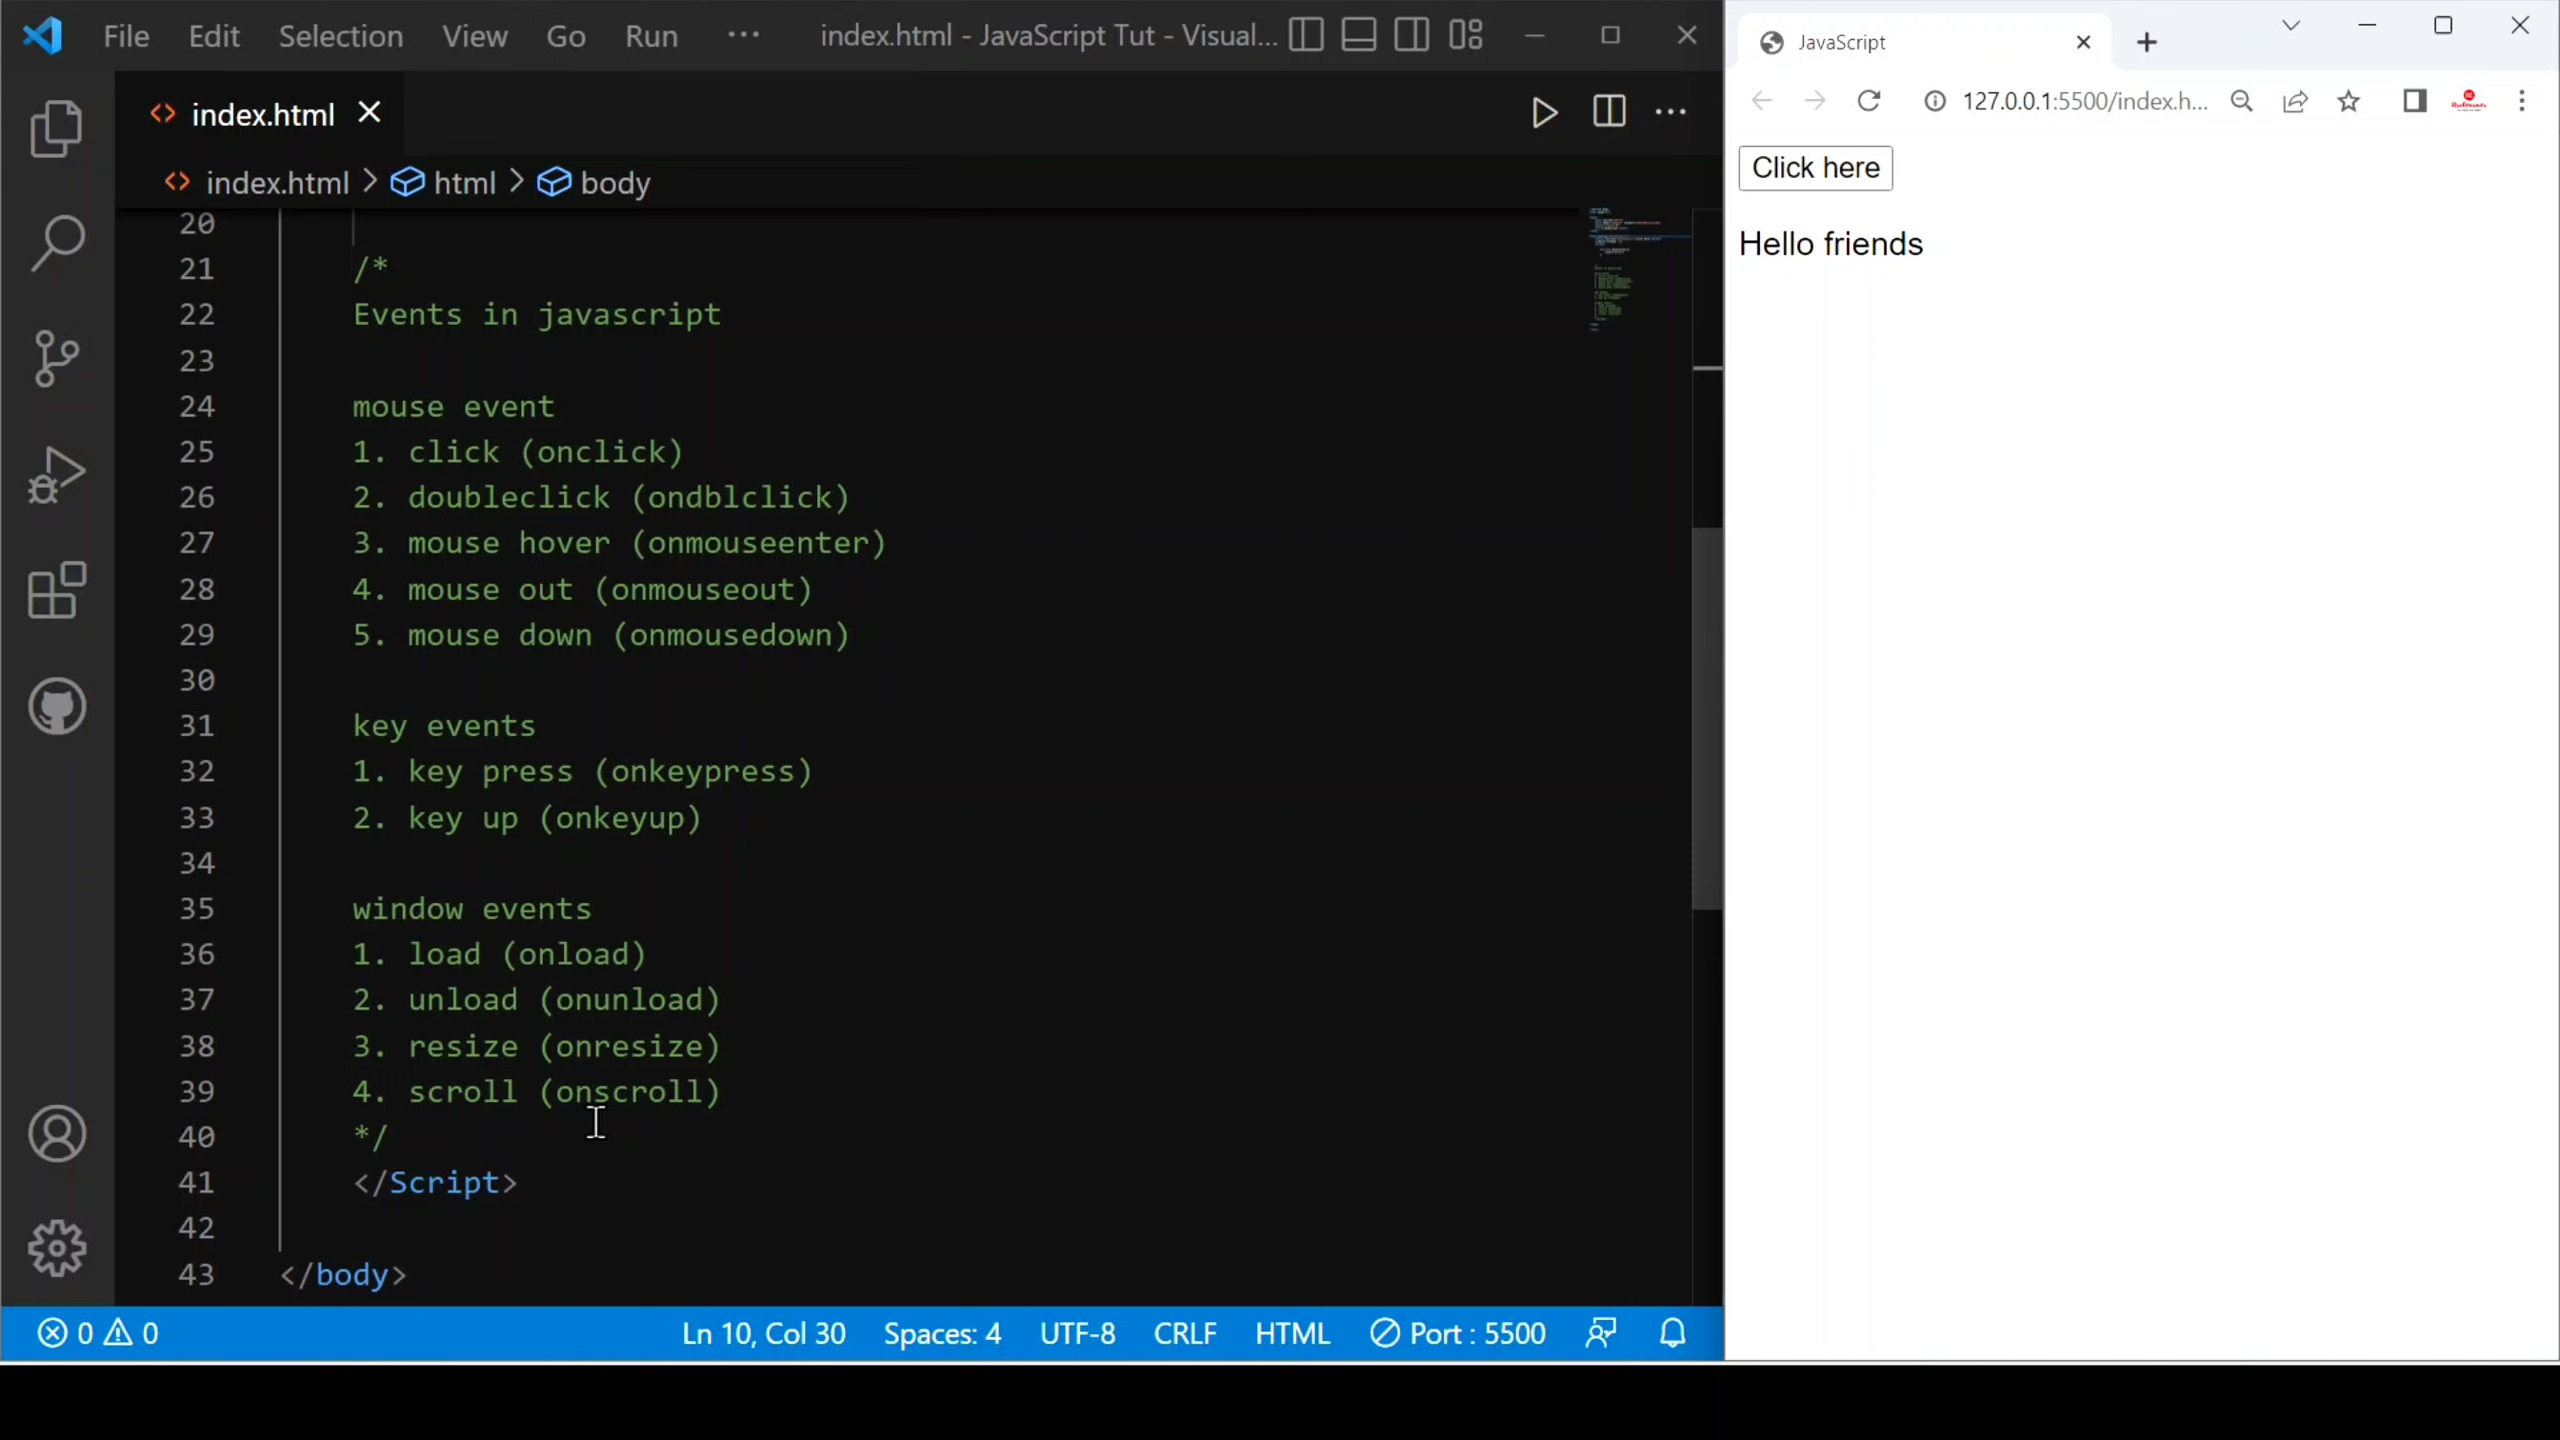 File Edit Selection View Go Run ··· index.html - JavaScript Tut - Visual...
index.html
index.html > html > body
20
21 /*
22 Events in javascript
23
24 mouse event
25 1. click (onclick)
26 2. doubleclick (ondblclick)
27 3. mouse hover (onmouseenter)
28 4. mouse out (onmouseout)
29 5. mouse down (onmousedown)
30
31 key events
32 1. key press (onkeypress)
33 2. key up (onkeyup)
34
35 window events
36 1. load (onload)
37 2. unload (onunload)
38 3. resize (onresize)
39 4. scroll (onscroll)
40 */
41 </Script>
42
43 </body>
0 0 Ln 10, Col 30 Spaces: 4 UTF-8 CRLF HTML Port : 5500
JavaScript
127.0.0.1:5500/index.h...
Click here
Hello friends